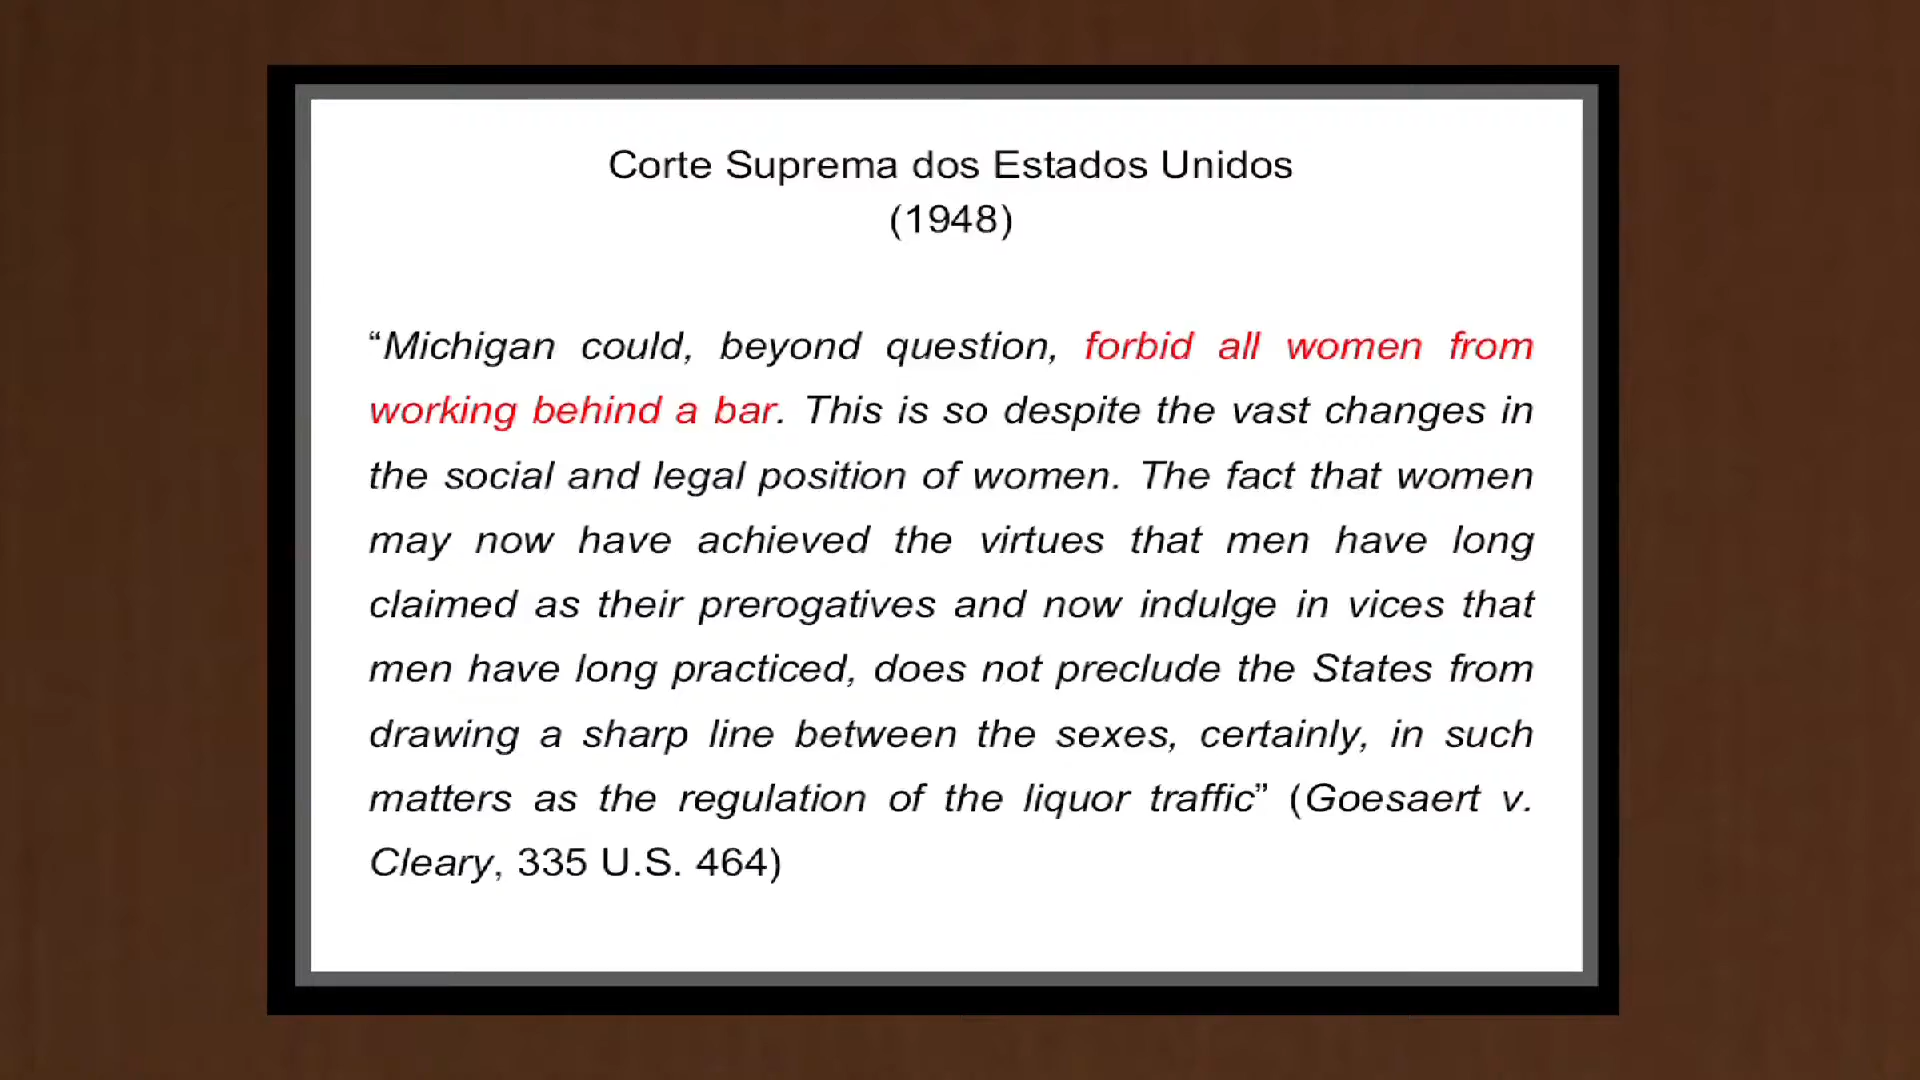 Corte Suprema dos Estados Unidos
(1948)
“Michigan could, beyond question, forbid all women from
working behind a bar. This is so despite the vast changes in
the social and legal position of women. The fact that women
may now have achieved the virtues that men have long
claimed as their prerogatives and now indulge in vices that
men have long practiced, does not preclude the States from
drawing a sharp line between the sexes, certainly, in such
matters as the regulation of the liquor traffic” (Goesaert v.
Cleary, 335 U.S. 464)